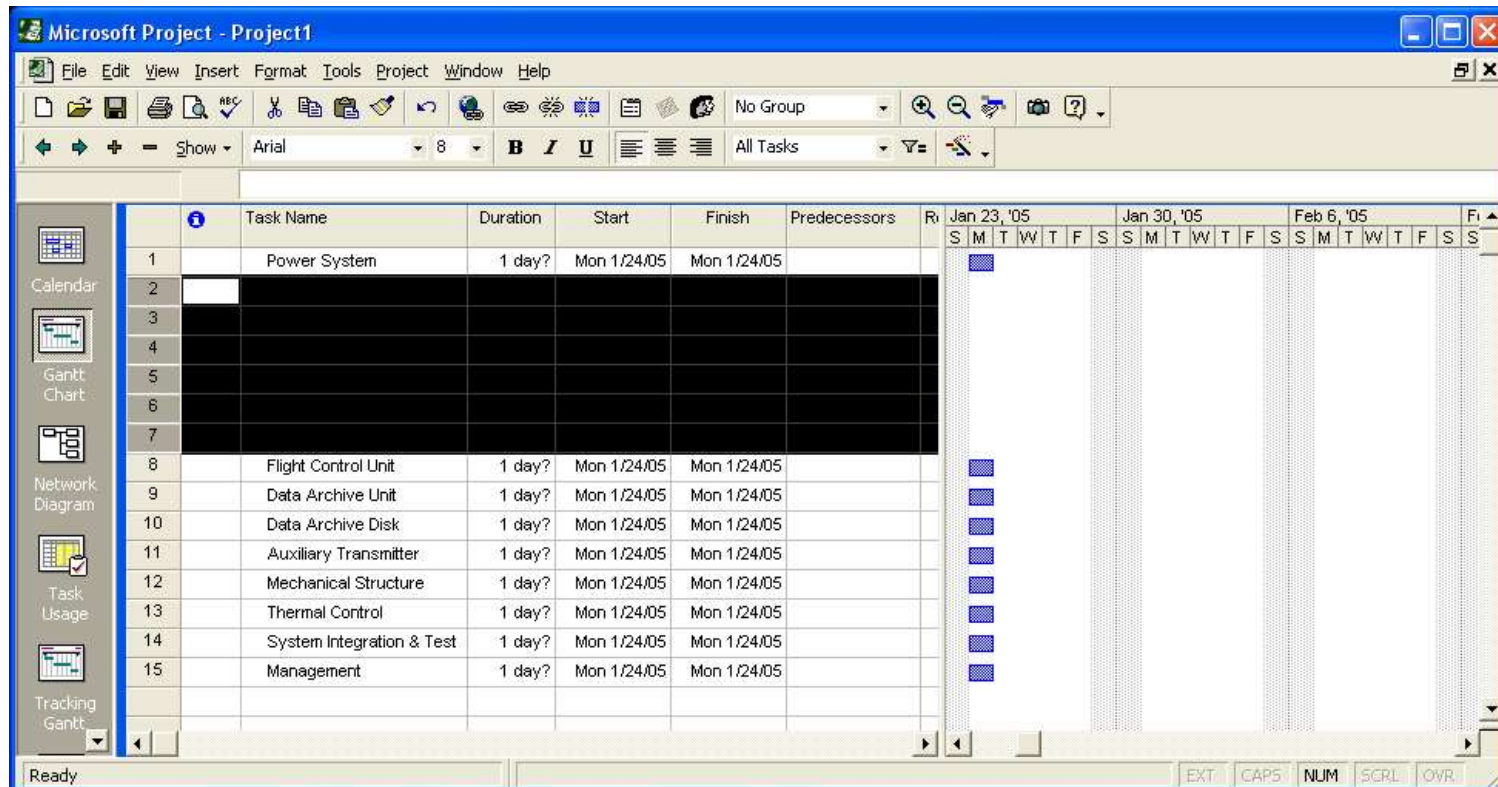 Microsoft Project - Project1
File Edit View Insert Format Tools Project Window Help
ABC No Group
Show Arial 8 B I U All Tasks
Task Name Duration Start Finish Predecessors Jan 23, '05 Jan 30, '05 Feb 6, '05
S M T W T F S S M T W T F S S M T W T F S S
1 Power System 1 day? Mon 1/24/05 Mon 1/24/05
2
3
4
5
6
7
8 Flight Control Unit 1 day? Mon 1/24/05 Mon 1/24/05
9 Data Archive Unit 1 day? Mon 1/24/05 Mon 1/24/05
10 Data Archive Disk 1 day? Mon 1/24/05 Mon 1/24/05
11 Auxiliary Transmitter 1 day? Mon 1/24/05 Mon 1/24/05
12 Mechanical Structure 1 day? Mon 1/24/05 Mon 1/24/05
13 Thermal Control 1 day? Mon 1/24/05 Mon 1/24/05
14 System Integration & Test 1 day? Mon 1/24/05 Mon 1/24/05
15 Management 1 day? Mon 1/24/05 Mon 1/24/05
Calendar
Gantt
Chart
Network
Diagram
Task
Usage
Tracking
Gantt
Ready EXT CAPS NUM SCRL OVR